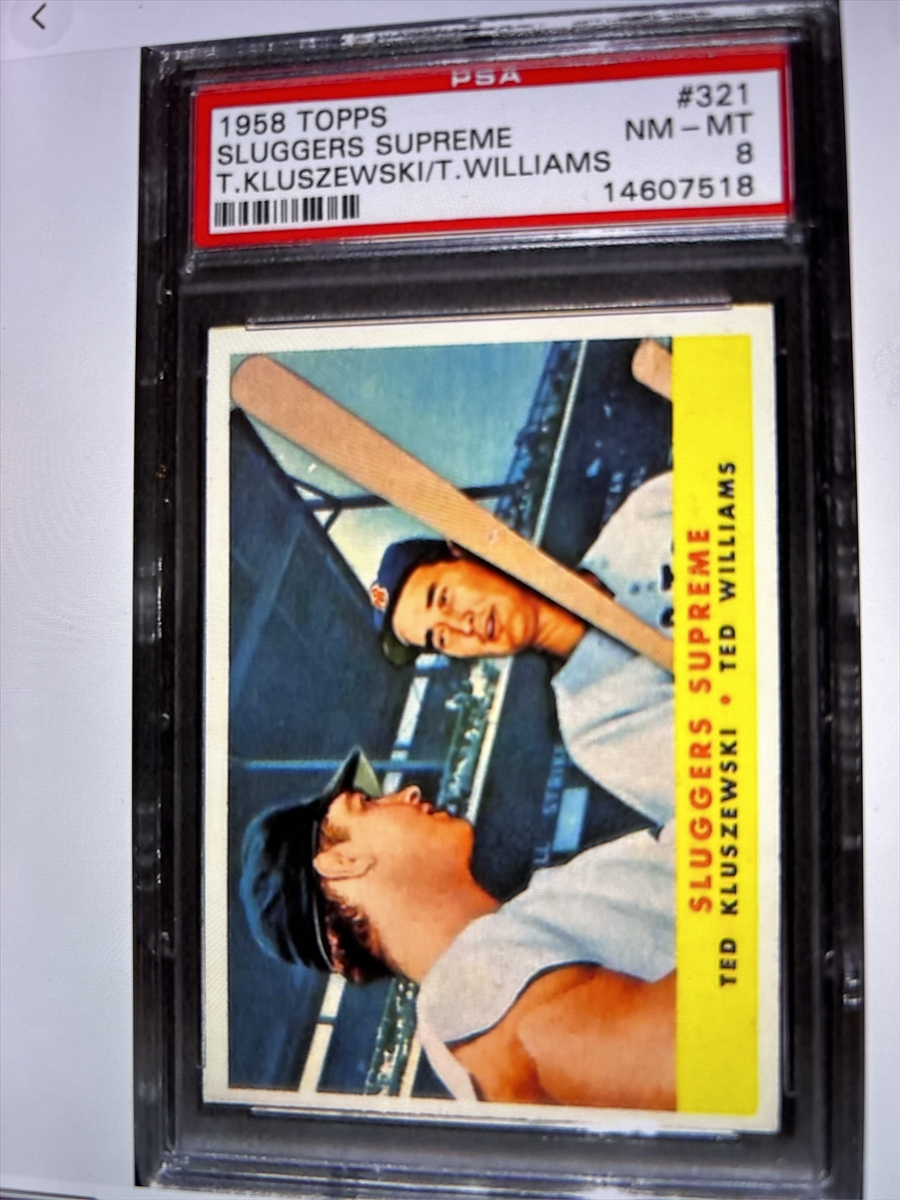 PSA
1958 TOPPS #321
SLUGGERS SUPREME NM-MT
T.KLUSZEWSKI/T.WILLIAMS 8
14607518
SLUGGERS SUPREME
TED KLUSZEWSKI • TED WILLIAMS